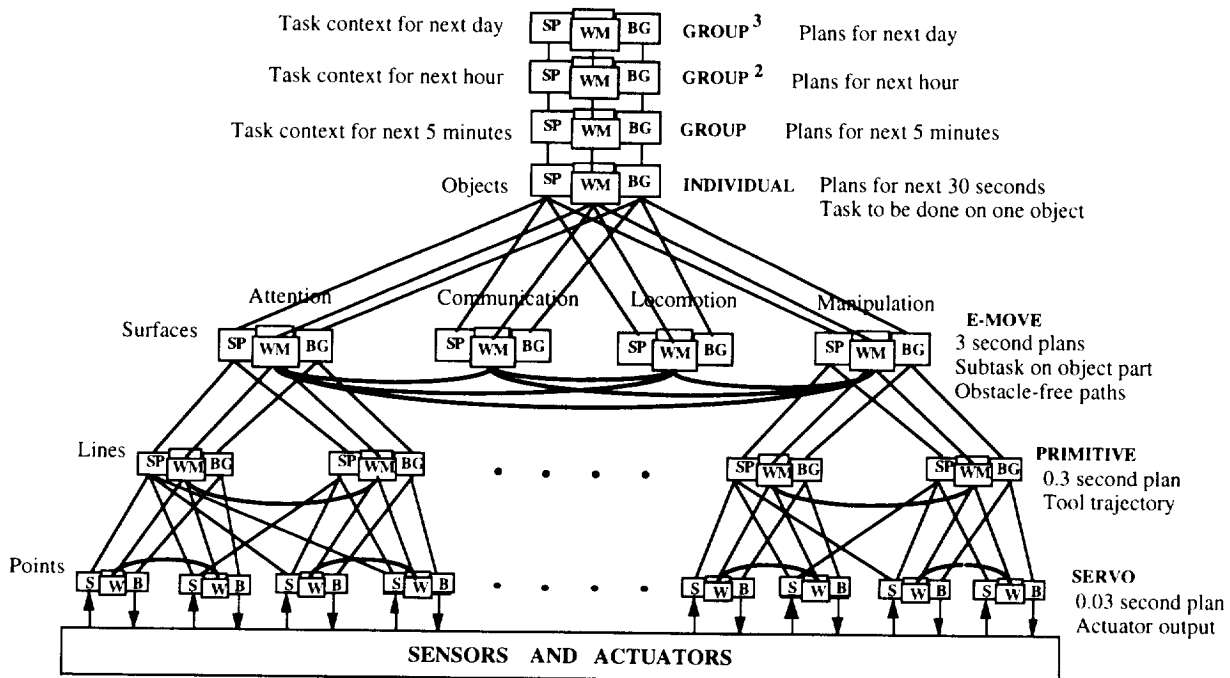 Task context for next day SP WM BG GROUP 3 Plans for next day
Task context for next hour SP WM BG GROUP 2 Plans for next hour
Task context for next 5 minutes SP WM BG GROUP Plans for next 5 minutes
Objects SP WM BG INDIVIDUAL Plans for next 30 seconds
Task to be done on one object
Attention Communication Locomotion Manipulation
Surfaces SP WM BG SP WM BG SP WM BG SP WM BG E-MOVE
3 second plans
Subtask on object part
Obstacle-free paths
Lines SP WM BG SP WM BG SP WM BG SP WM BG PRIMITIVE
0.3 second plan
Tool trajectory
Points S W B S W B S W B S W B S W B S W B S W B S W B SERVO
0.03 second plan
Actuator output
SENSORS AND ACTUATORS